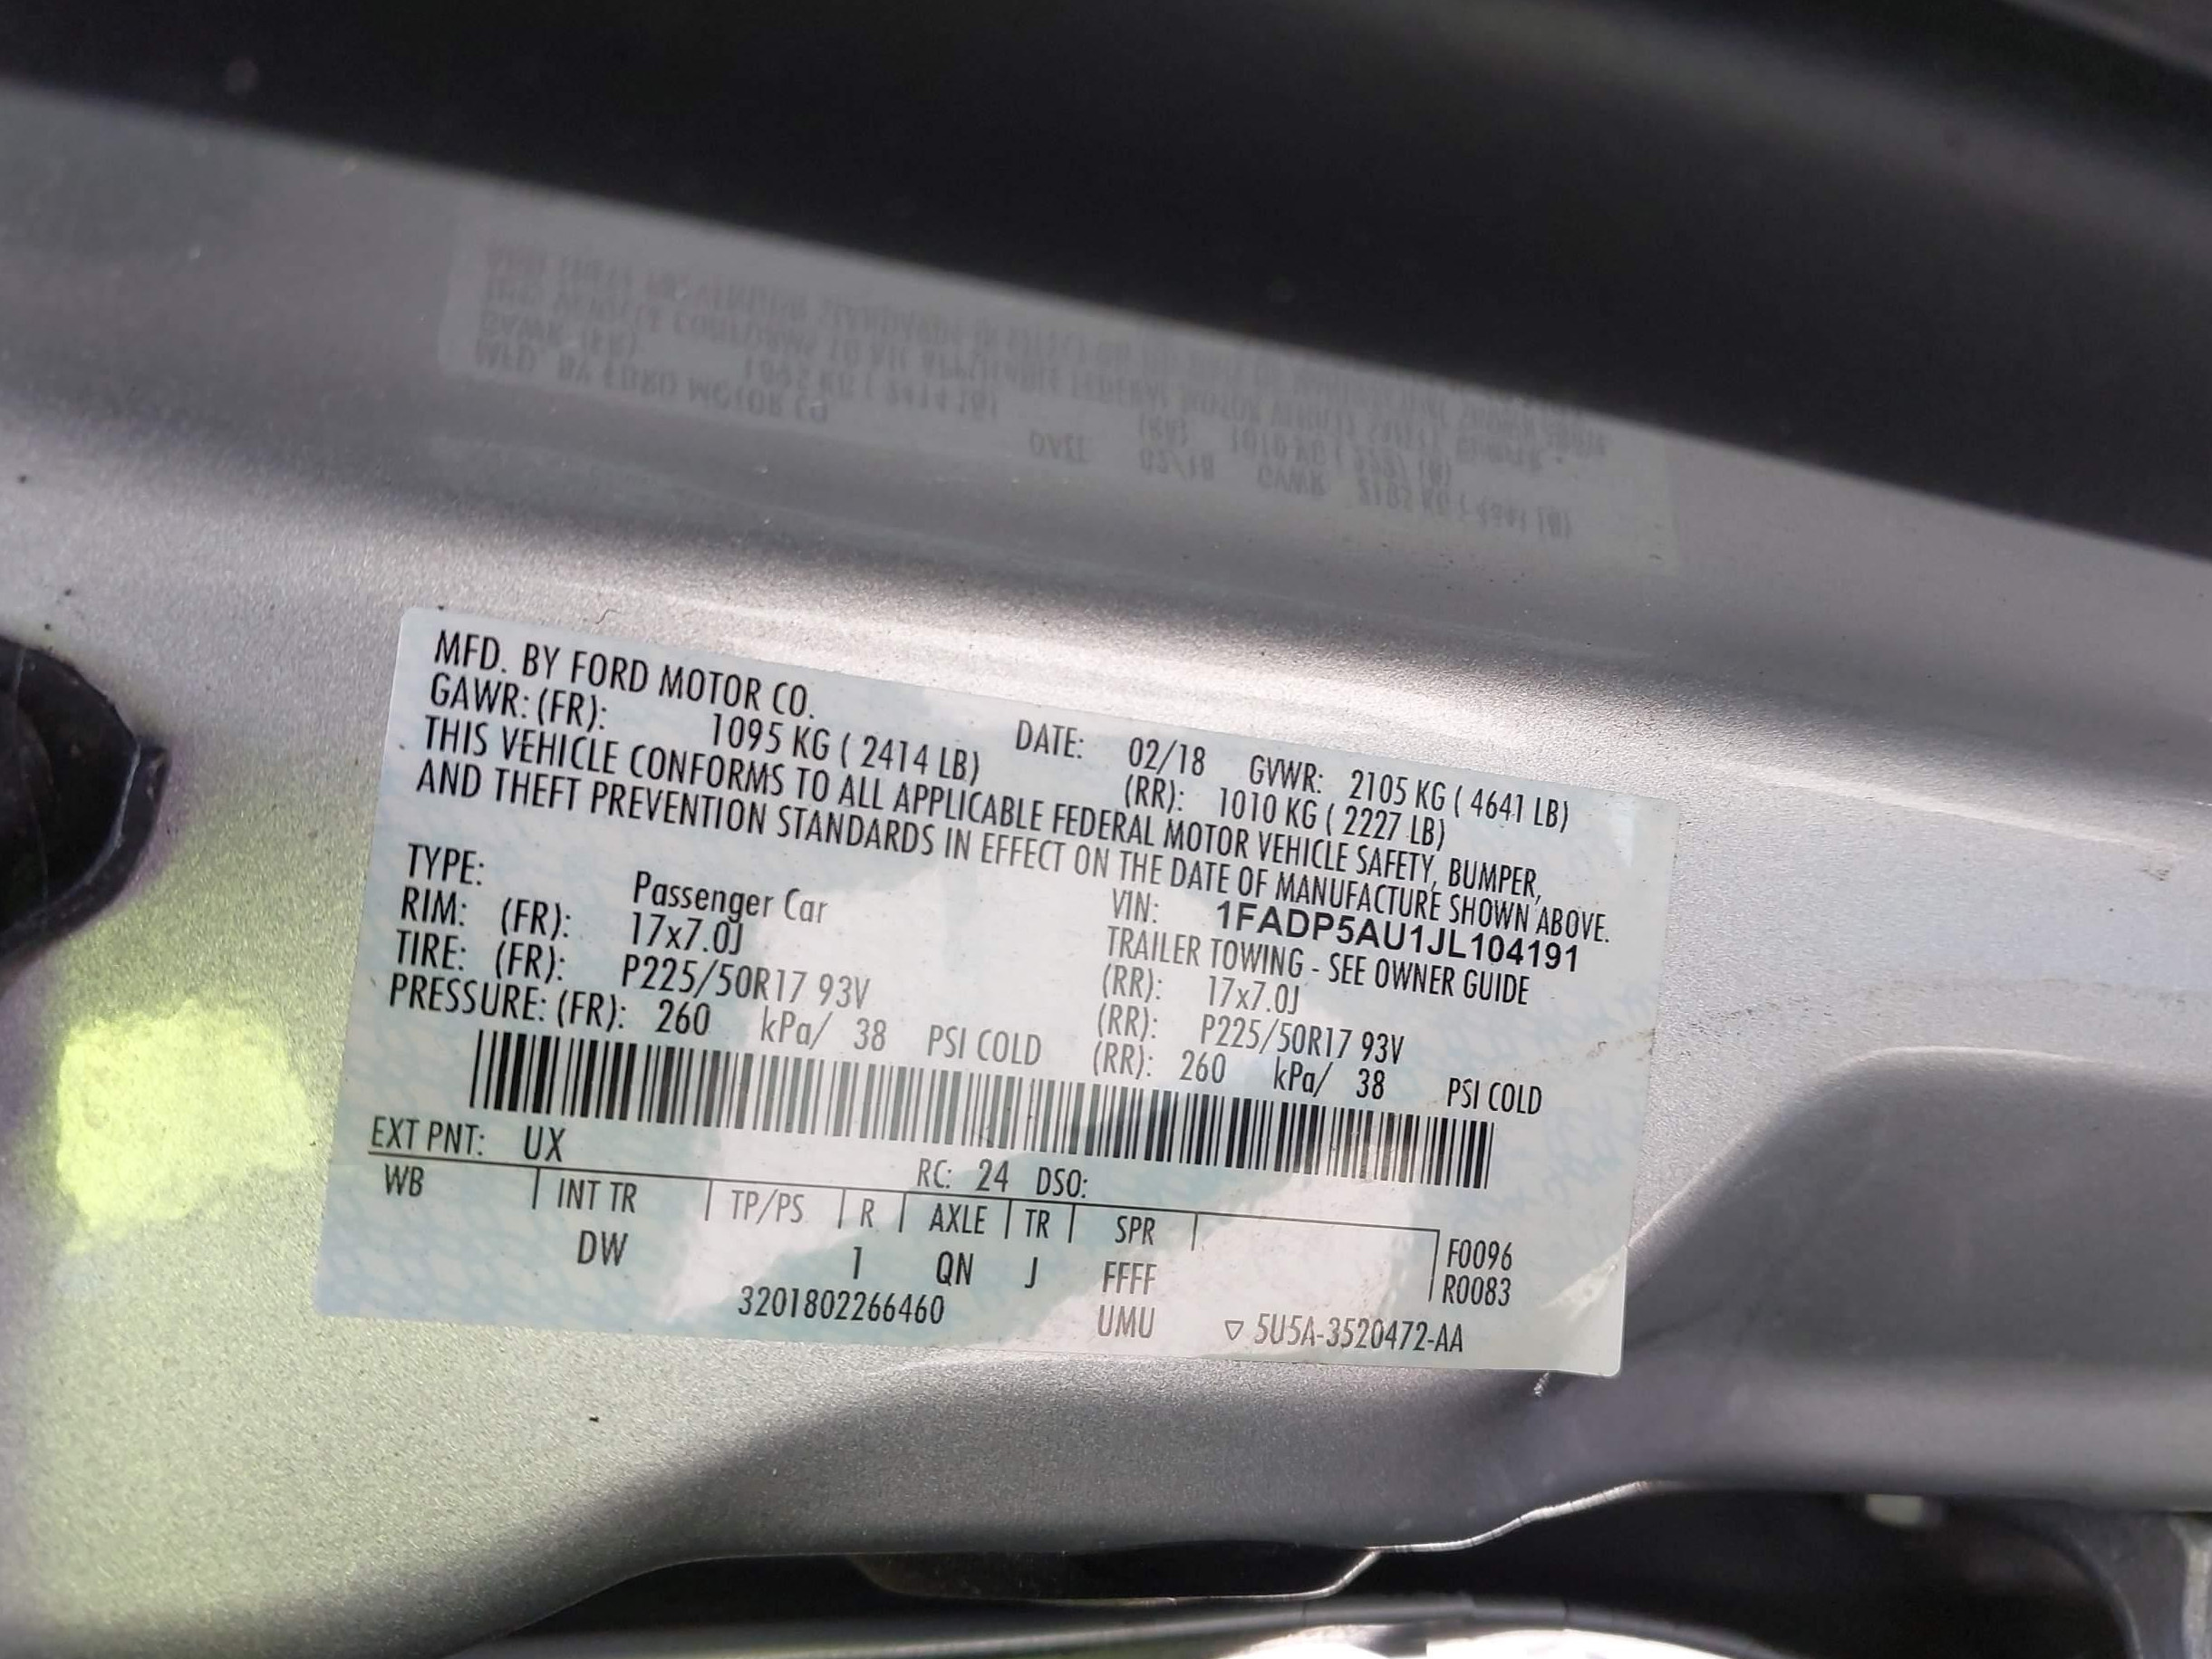 MFD. BY FORD MOTOR CO. DATE: 02/18 GVWR: 2105 KG ( 4641 LB)
GAWR: (FR): 1095 KG ( 2414 LB) (RR): 1010 KG ( 2227 LB)
THIS VEHICLE CONFORMS TO ALL APPLICABLE FEDERAL MOTOR VEHICLE SAFETY, BUMPER,
AND THEFT PREVENTION STANDARDS IN EFFECT ON THE DATE OF MANUFACTURE SHOWN ABOVE.
VIN: 1FADP5AU1JL104191
TYPE: Passenger Car TRAILER TOWING - SEE OWNER GUIDE
RIM: (FR): 17x7.0J (RR): 17x7.0J
TIRE: (FR): P225/50R17 93V (RR): P225/50R17 93V
PRESSURE: (FR): 260 kPa/ 38 PSI COLD (RR): 260 kPa/ 38 PSI COLD
EXT PNT: UX RC: 24 DSO:
WB | INT TR | TP/PS | R | AXLE | TR | SPR | F0096
DW 1 QN J FFFF R0083
3201802266460 UMU ▽ 5U5A-3520472-AA